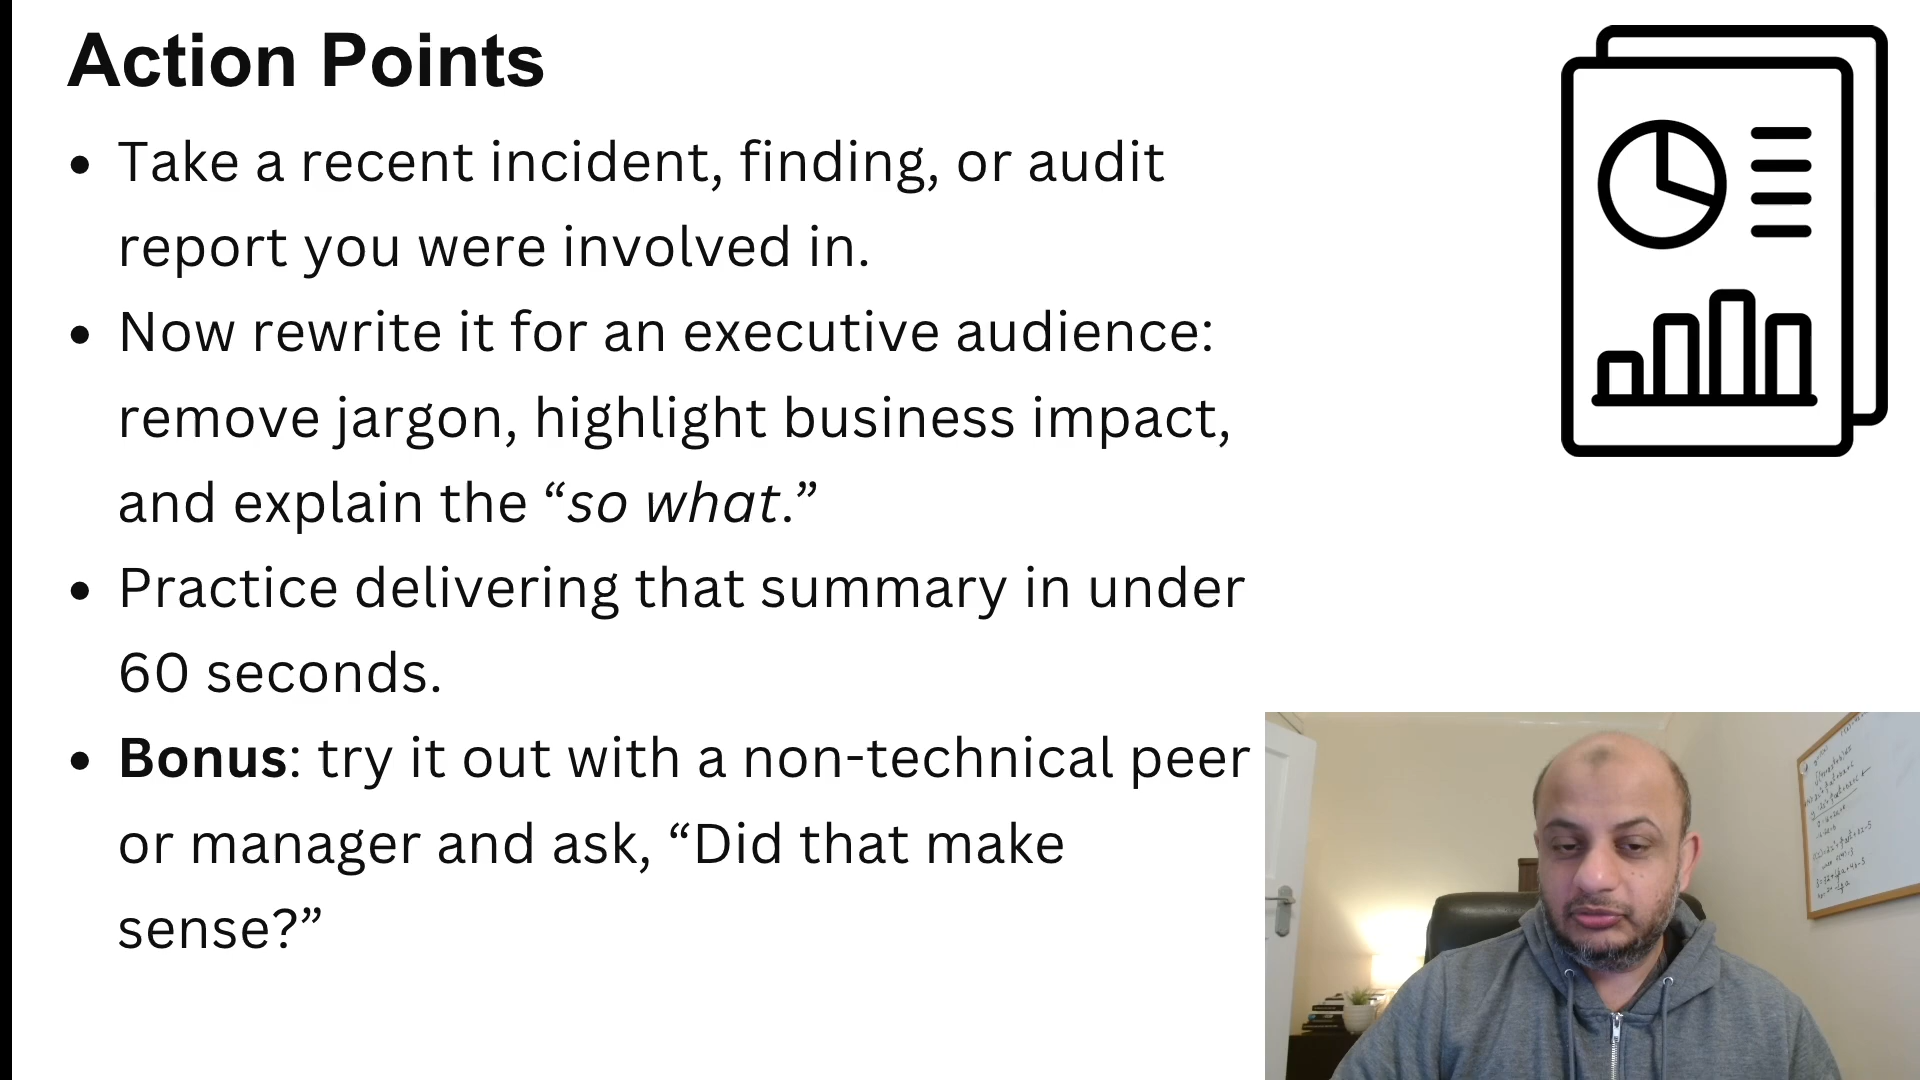 Action Points
• Take a recent incident, finding, or audit
report you were involved in.
• Now rewrite it for an executive audience:
remove jargon, highlight business impact,
and explain the “so what.”
• Practice delivering that summary in under
60 seconds.
• Bonus: try it out with a non-technical peer
or manager and ask, “Did that make
sense?”